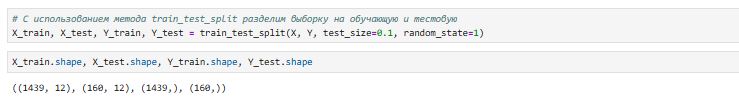 # С использованием метода train_test_split разделим выборку на обучающую и тестовую
X_train, X_test, Y_train, Y_test = train_test_split(X, Y, test_size=0.1, random_state=1)
X_train.shape, X_test.shape, Y_train.shape, Y_test.shape
((1439, 12), (160, 12), (1439,), (160,))